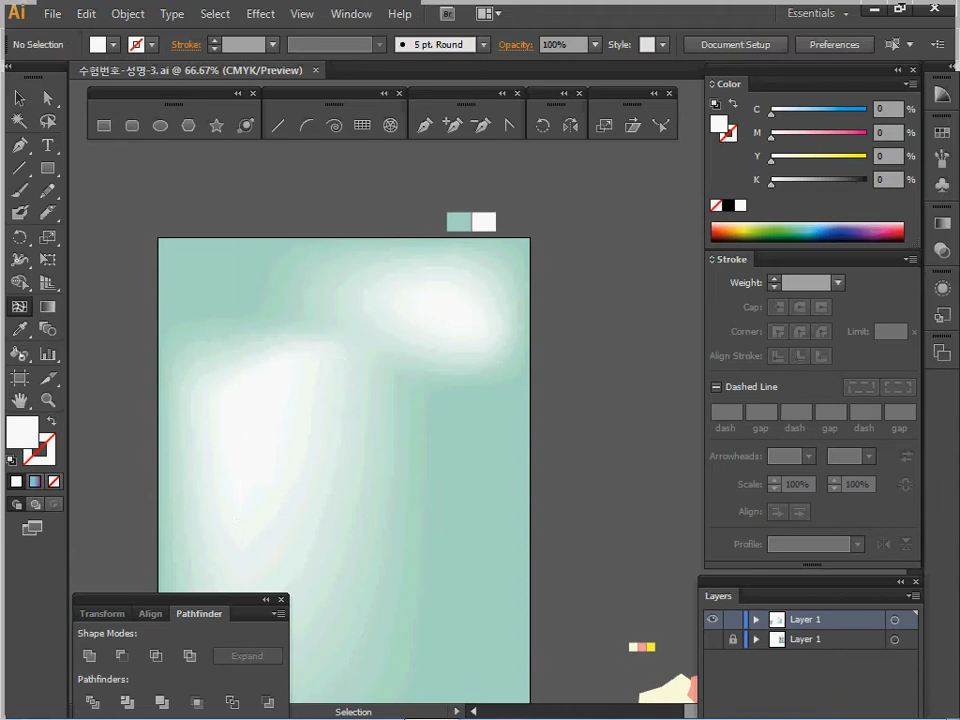 Ai File Edit Object Type Select Effect View Window Help Br Essentials
No Selection Stroke: 5 pt. Round Opacity: 100% Style: Document Setup Preferences
수험번호-성명-3.ai @ 66.67% (CMYK/Preview)
Color
C 0 %
M 0 %
Y 0 %
K 0 %
Stroke
Weight:
Cap:
Corner: Limit: x
Align Stroke:
Dashed Line
dash gap dash gap dash gap
Arrowheads:
Scale: 100% 100%
Align:
Profile:
Transform Align Pathfinder
Shape Modes:
Expand
Pathfinders:
Layers
Layer 1
Layer 1
Selection